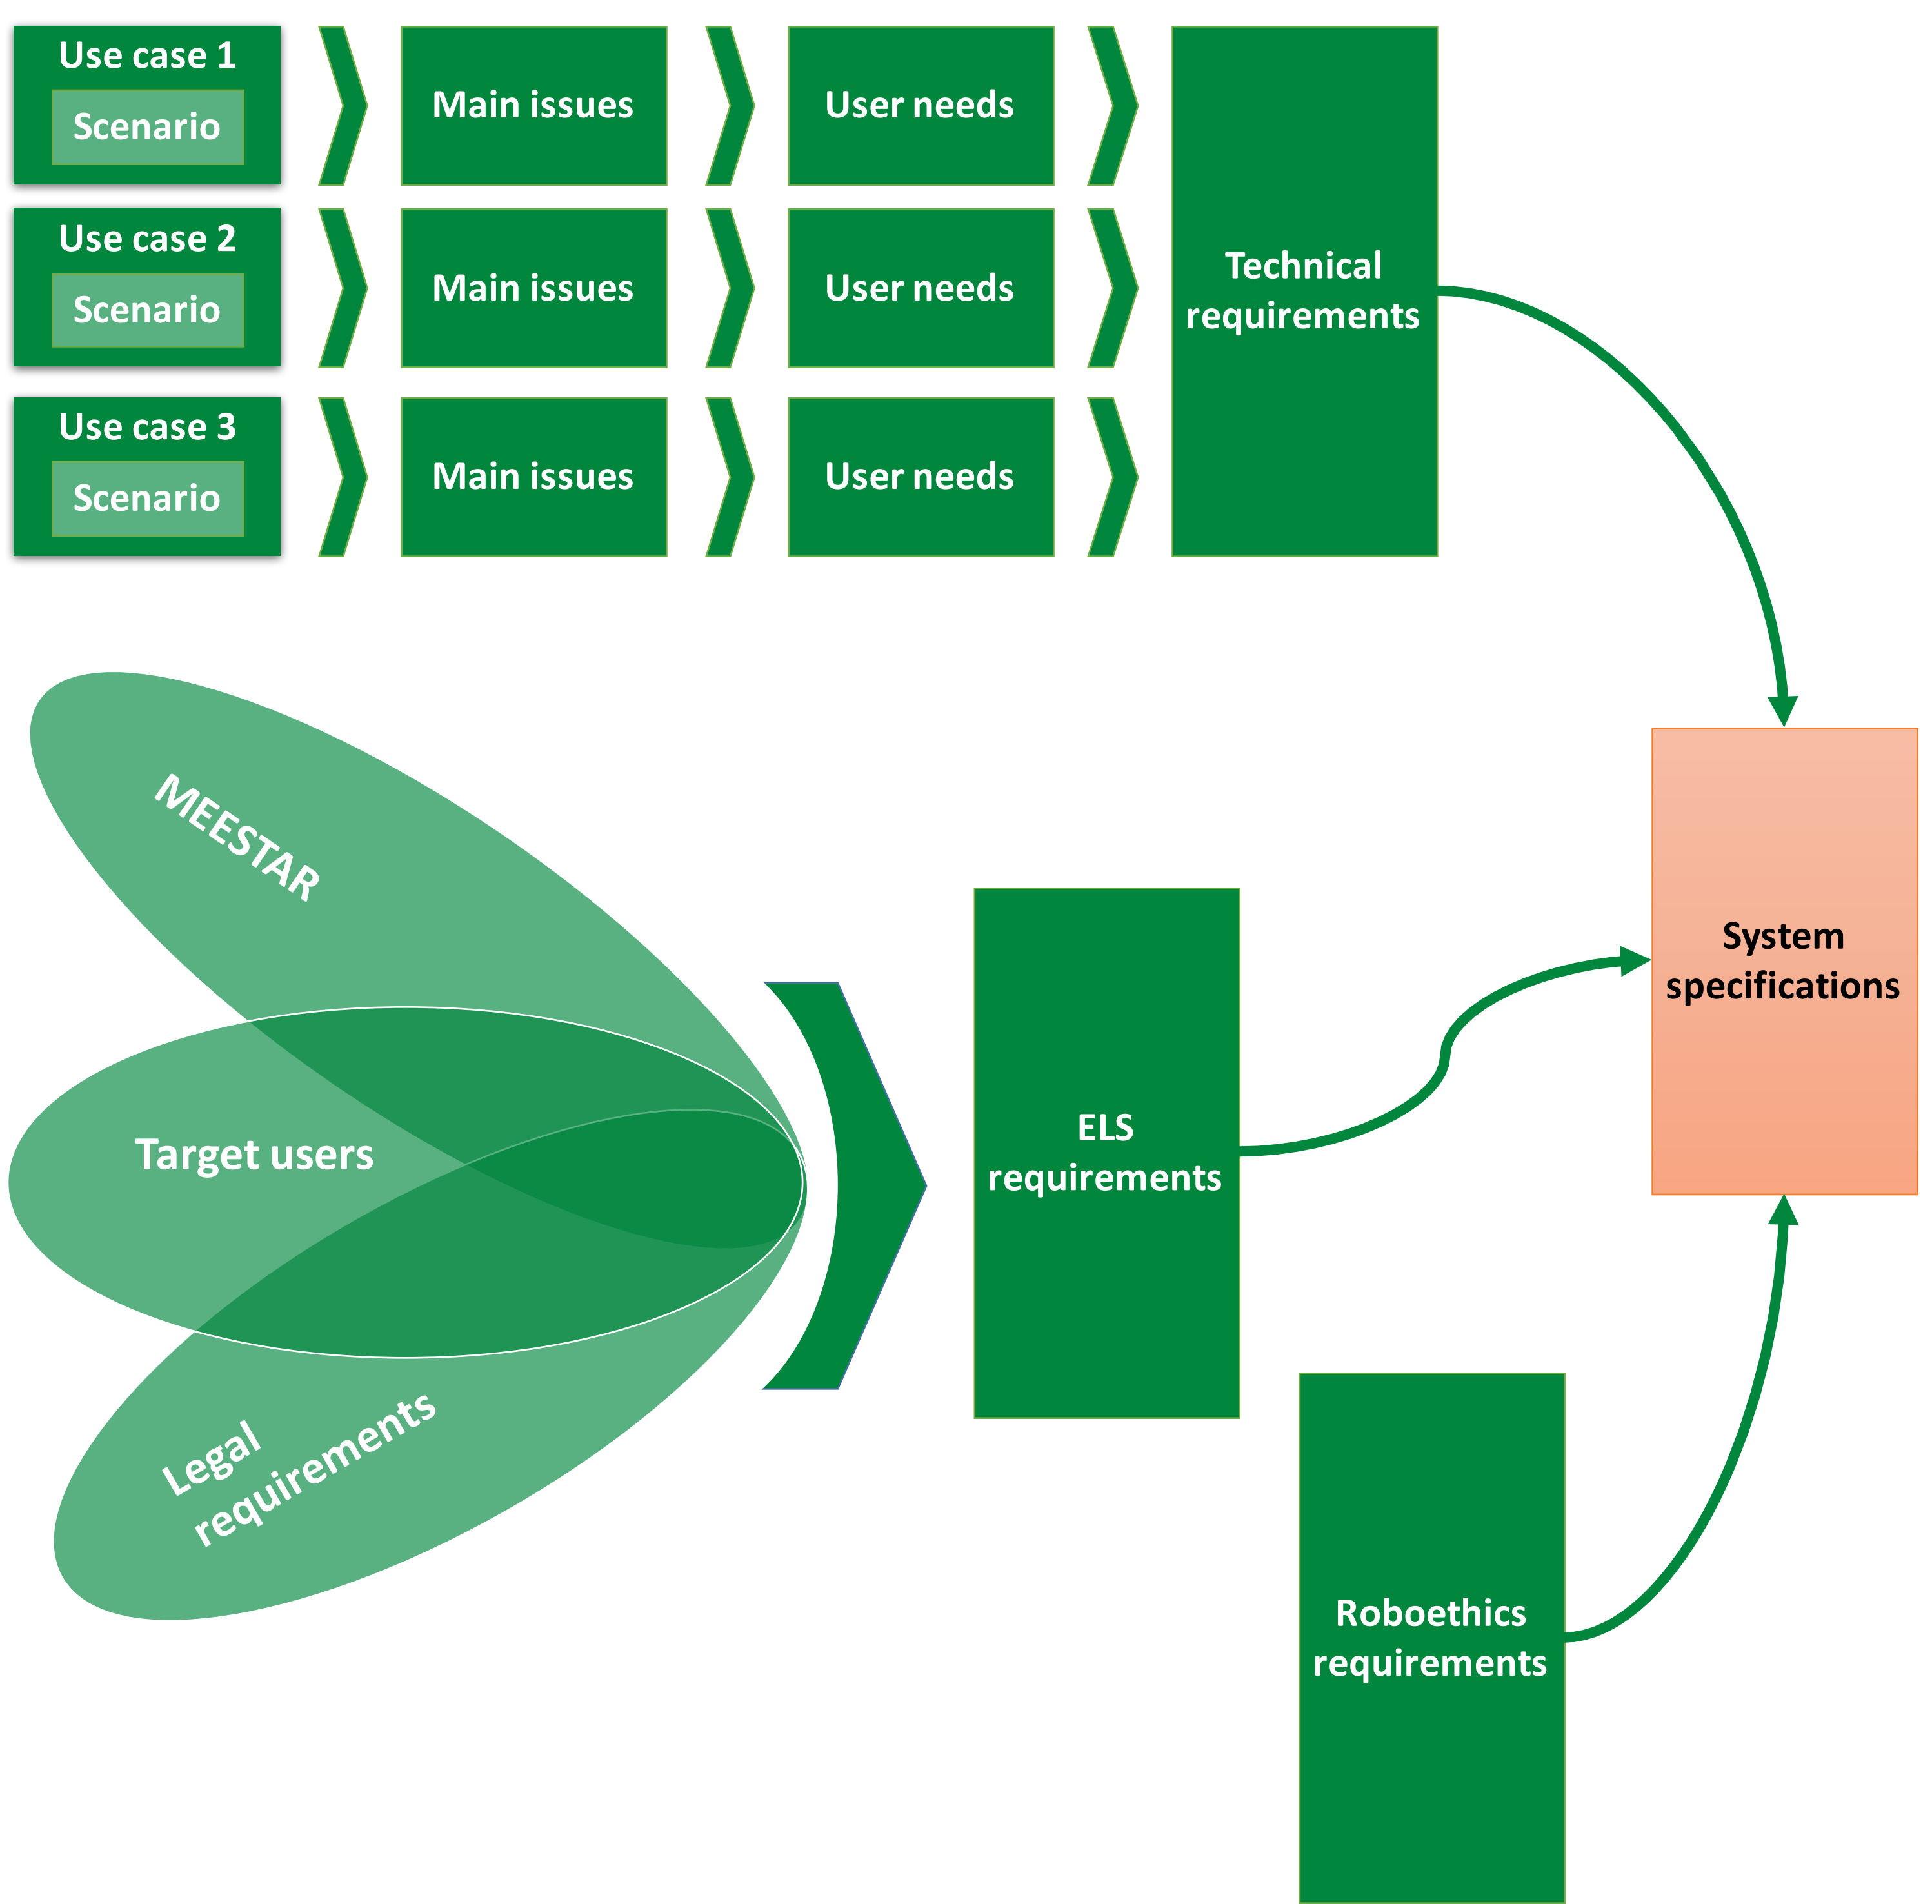 Use case 1
Scenario
Main issues
User needs
Use case 2
Scenario
Main issues
User needs
Use case 3
Scenario
Main issues
User needs
Technical
requirements
MEESTAR
Target users
Legal
requirements
ELS
requirements
Roboethics
requirements
System
specifications